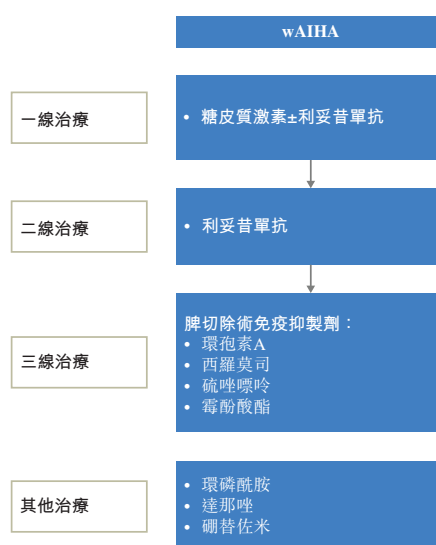 wAIHA
一線治療
• 糖皮質激素±利妥昔單抗
二線治療
• 利妥昔單抗
三線治療
脾切除術免疫抑製劑：
• 環孢素A
• 西羅莫司
• 硫唑嘌呤
• 霉酚酸酯
其他治療
• 環磷酰胺
• 達那唑
• 硼替佐米